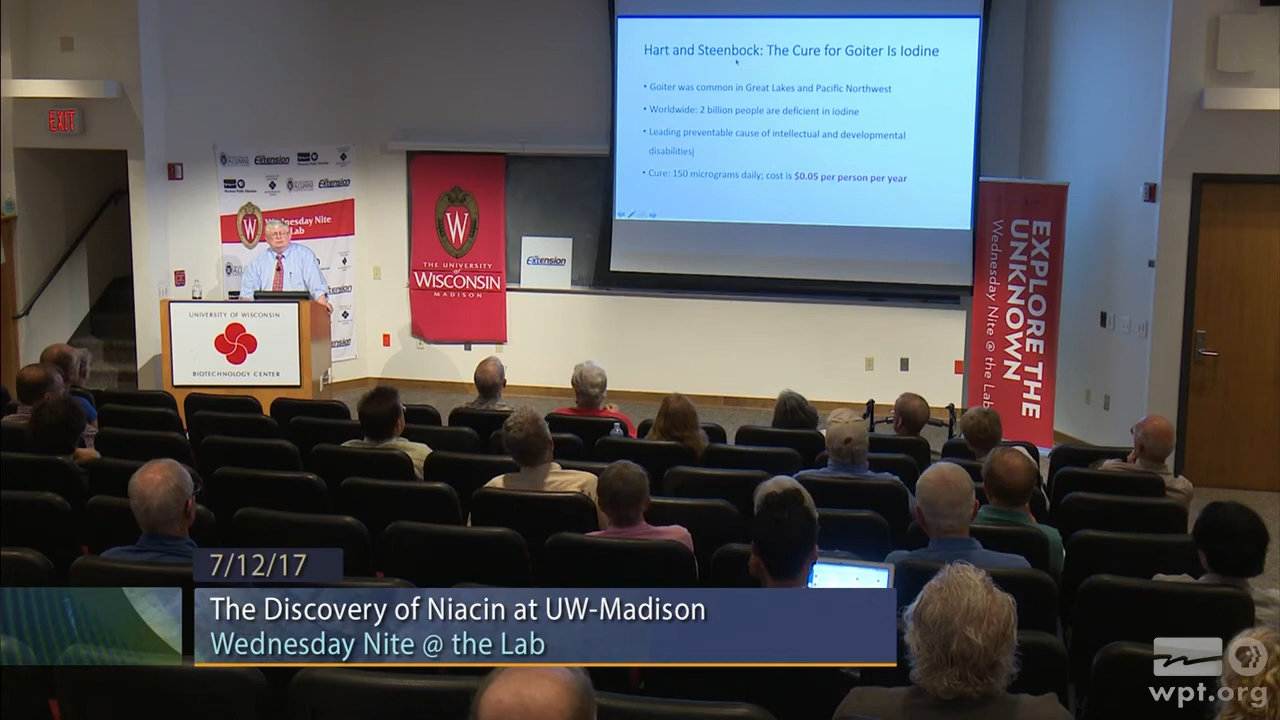 Hart and Steenbock: The Cure for Goiter Is Iodine
• Goiter was common in Great Lakes and Pacific Northwest
• Worldwide: 2 billion people are deficient in iodine
• Leading preventable cause of intellectual and developmental
disabilities
• Cure: 150 micrograms daily; cost is $0.05 per person per year
EXIT
Extension
Wednesday Nite
Lab
W
THE UNIVERSITY
of
WISCONSIN
MADISON
Extension
EXPLORE THE
UNKNOWN
Wednesday Nite @ the Lab
UNIVERSITY OF WISCONSIN
BIOTECHNOLOGY CENTER
7/12/17
The Discovery of Niacin at UW-Madison
Wednesday Nite @ the Lab
PBS
wpt.org